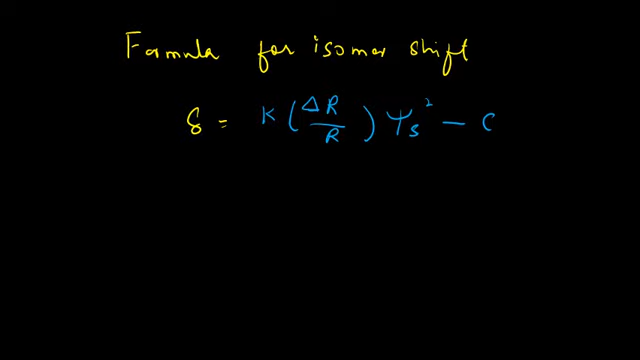 Formula for isomer shift
δ = K ( ΔR / R ) Ψs² − C